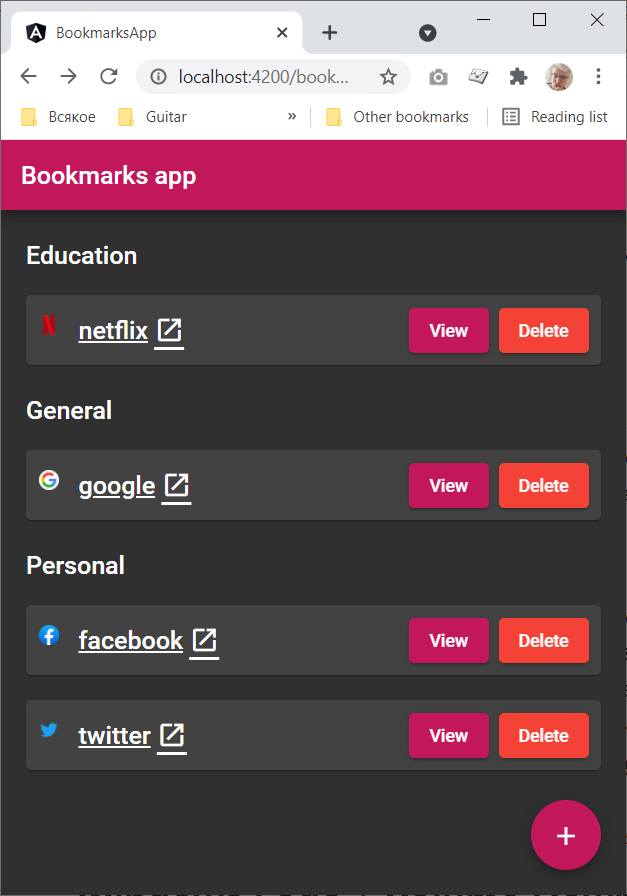 BookmarksApp
localhost:4200/book...
Всякое Guitar » Other bookmarks Reading list
Bookmarks app
Education
netflix View Delete
General
google View Delete
Personal
facebook View Delete
twitter View Delete
+